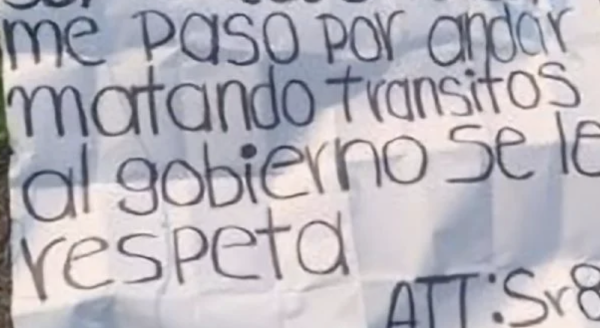 me paso por andar
matando transitos
al gobierno se le
respeta
ATT:Sr8